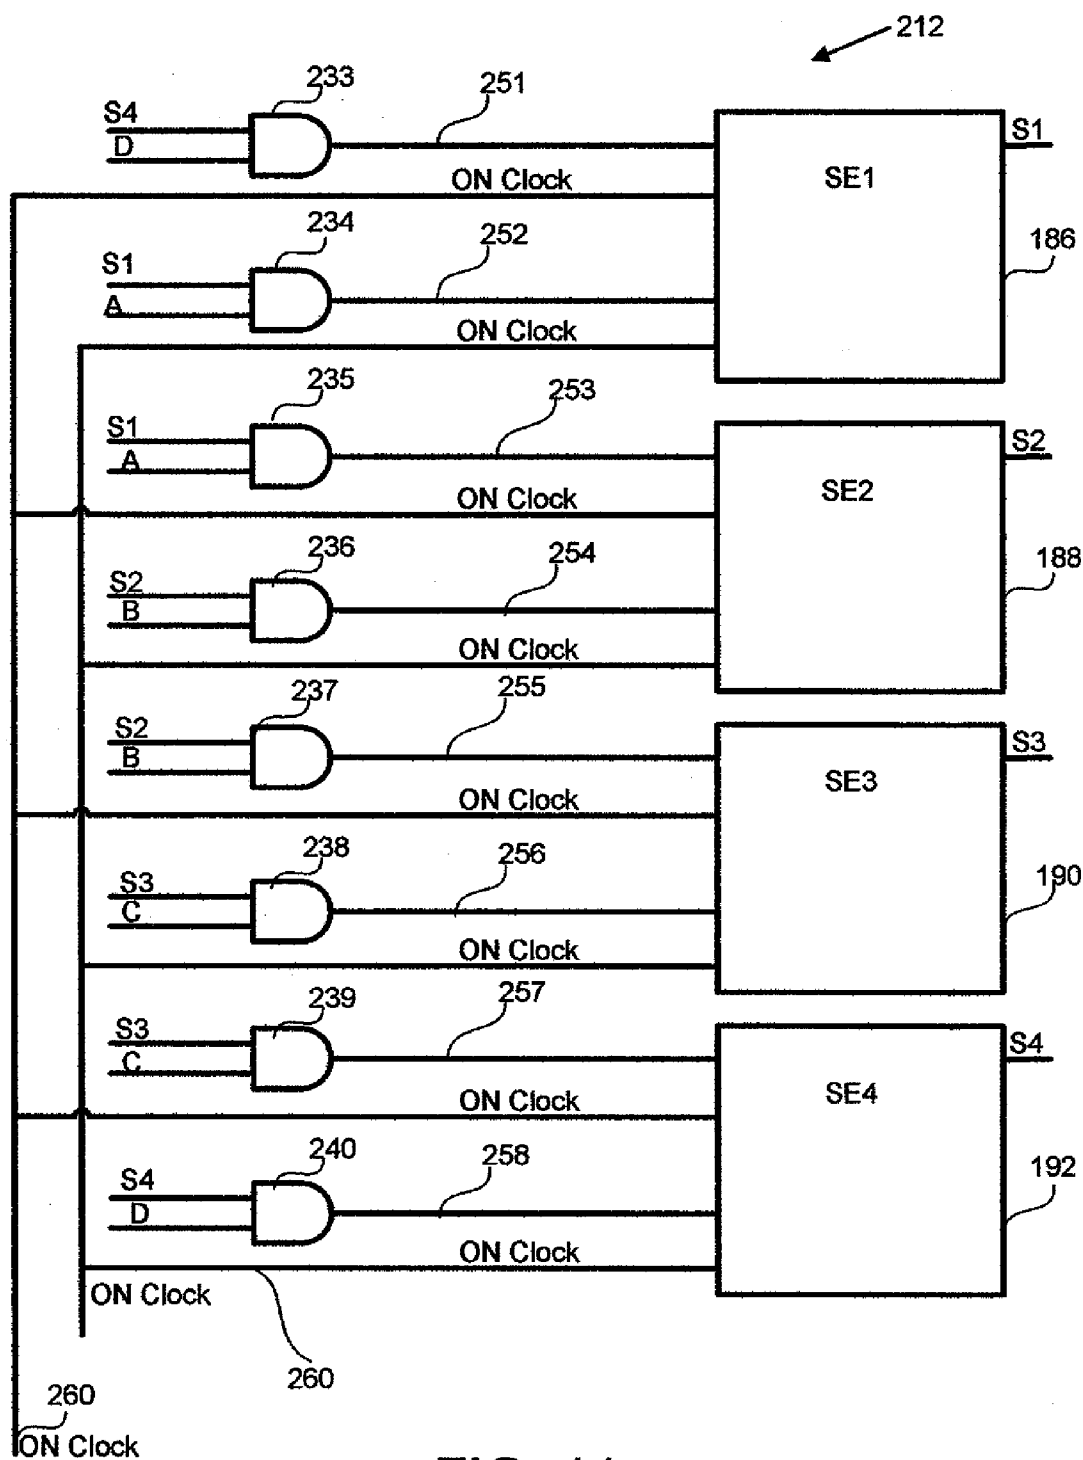 212
233
251
S4
D
S1
ON Clock
SE1
234
252
186
S1
A
ON Clock
235
253
S1
A
S2
ON Clock
SE2
236
254
188
S2
B
ON Clock
237
255
S2
B
S3
ON Clock
SE3
238
256
190
S3
C
ON Clock
239
257
S3
C
S4
ON Clock
SE4
240
258
192
S4
D
ON Clock
ON Clock
260
260
ON Clock